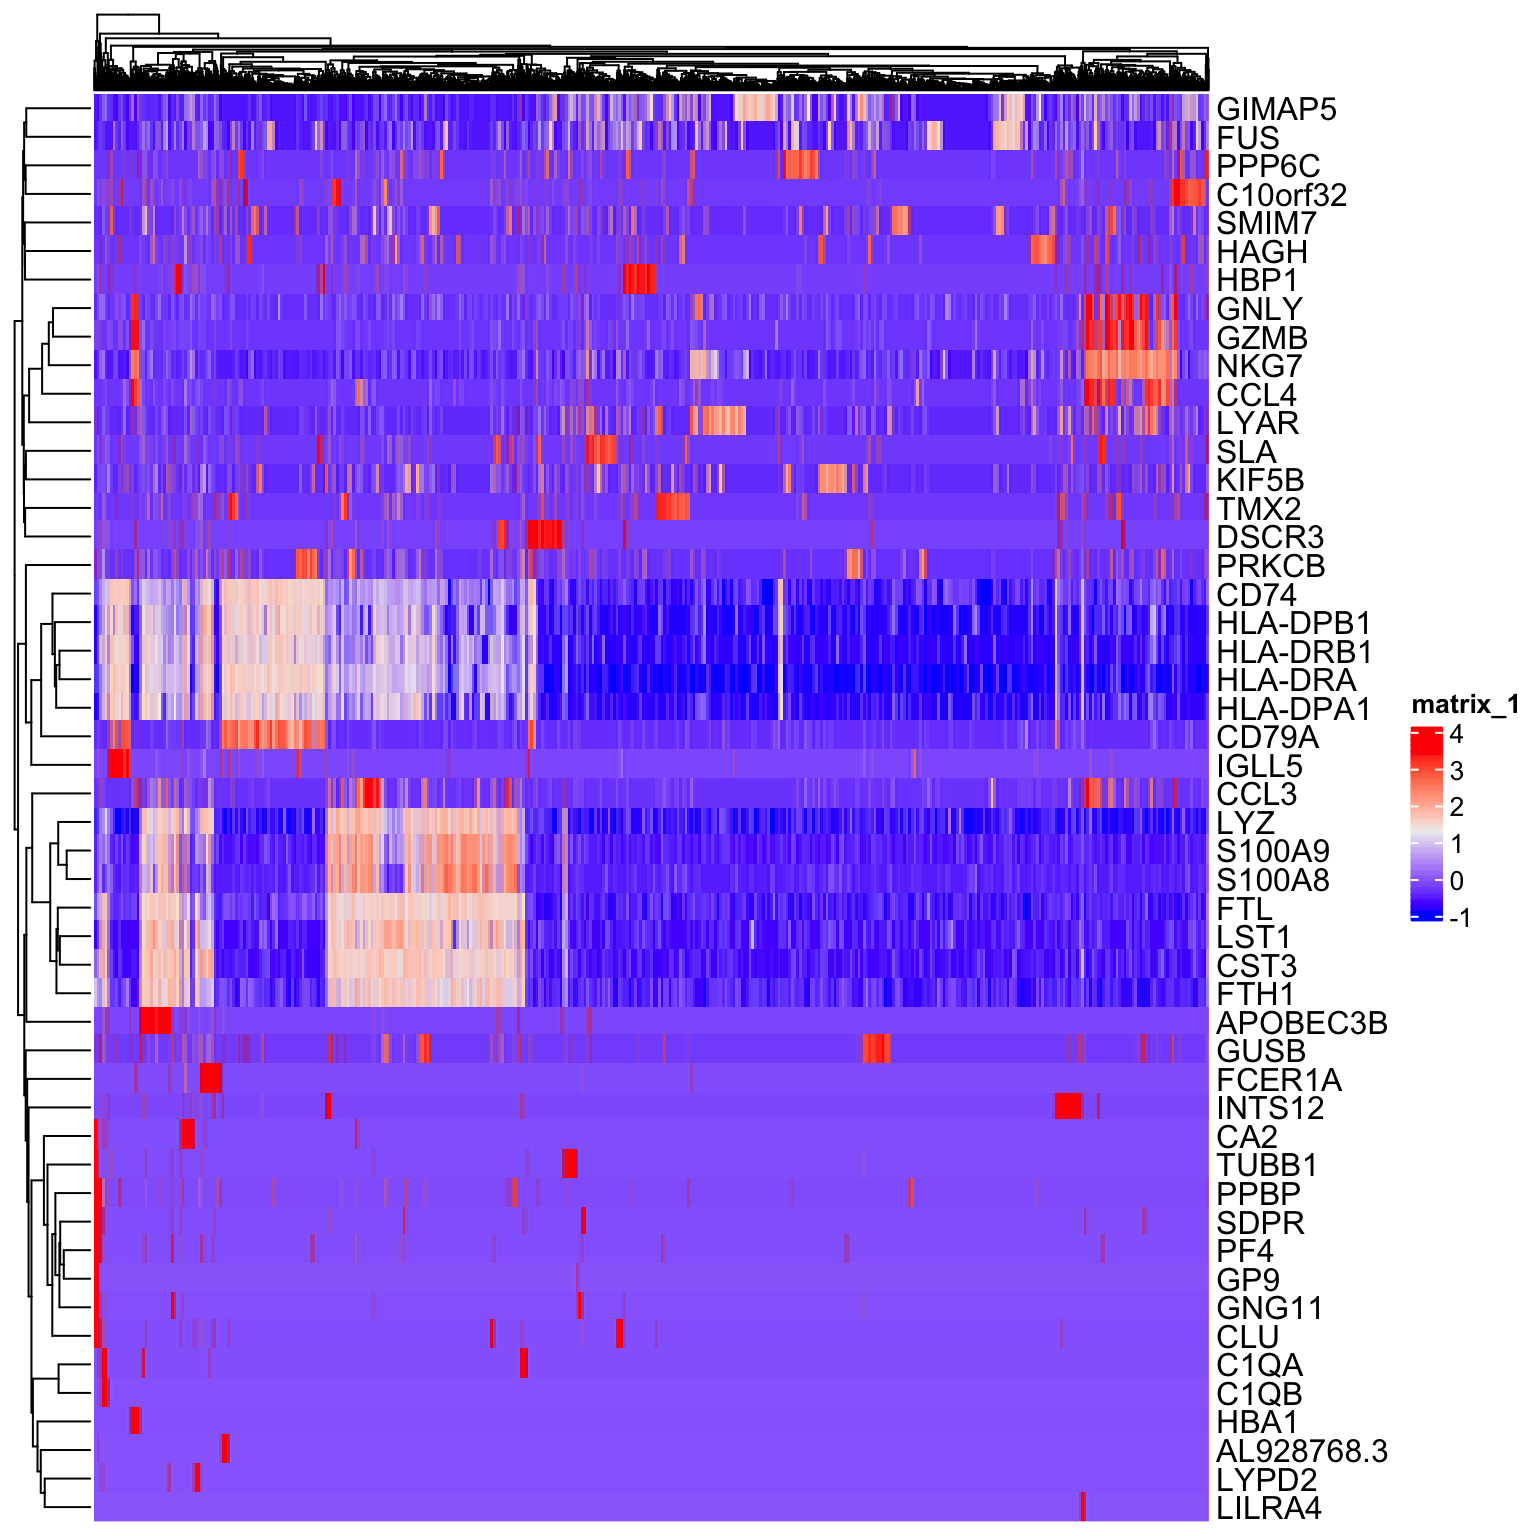 GIMAP5
FUS
PPP6C
C10orf32
SMIM7
HAGH
HBP1
GNLY
GZMB
NKG7
CCL4
LYAR
SLA
KIF5B
TMX2
DSCR3
PRKCB
CD74
HLA-DPB1
HLA-DRB1
HLA-DRA
HLA-DPA1
CD79A
IGLL5
CCL3
LYZ
S100A9
S100A8
FTL
LST1
CST3
FTH1
APOBEC3B
GUSB
FCER1A
INTS12
CA2
TUBB1
PPBP
SDPR
PF4
GP9
GNG11
CLU
C1QA
C1QB
HBA1
AL928768.3
LYPD2
LILRA4
matrix_1
4
3
2
1
0
-1